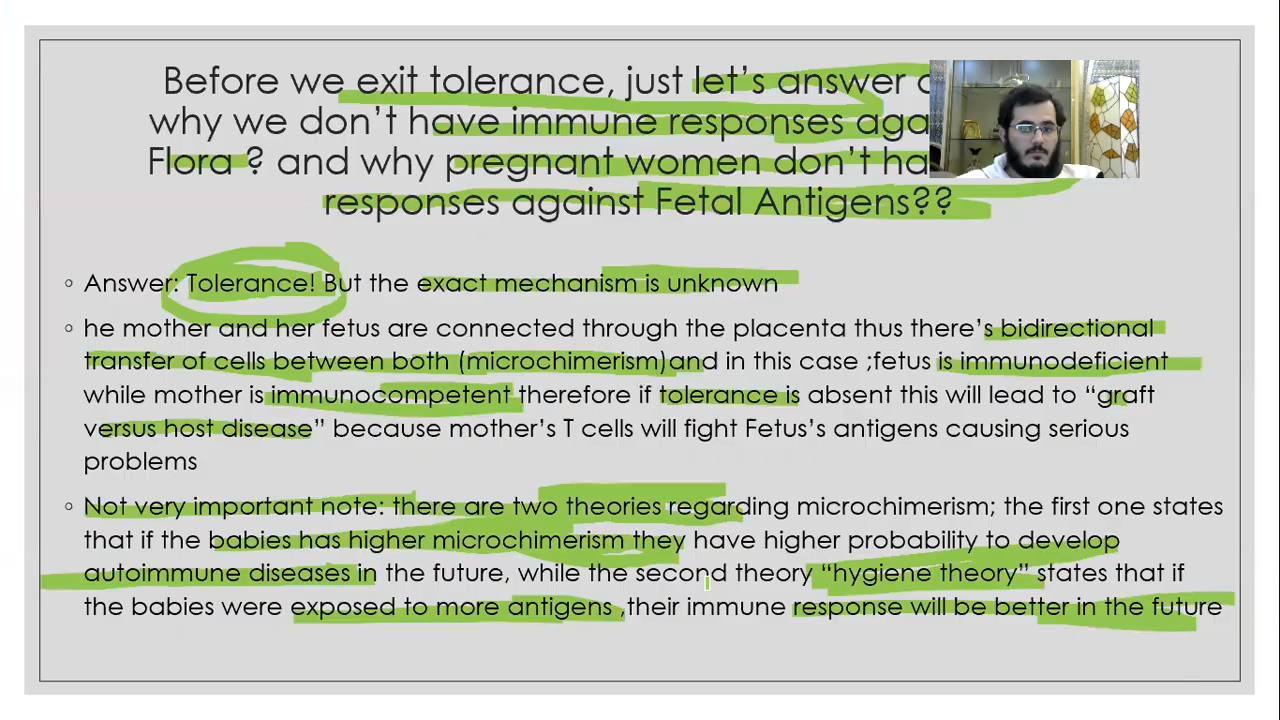 Before we exit tolerance, just let's answer
why we don't have immune responses
Flora ? and why pregnant women don't
responses against Fetal Antigens??
◦ Answer: Tolerance! But the exact mechanism is unknown
◦ he mother and her fetus are connected through the placenta thus there's bidirectional
transfer of cells between both (microchimerism)and in this case ;fetus is immunodeficient
while mother is immunocompetent therefore if tolerance is absent this will lead to “graft
versus host disease” because mother's T cells will fight Fetus's antigens causing serious
problems
◦ Not very important note: there are two theories regarding microchimerism; the first one states
that if the babies has higher microchimerism they have higher probability to develop
autoimmune diseases in the future, while the second theory “hygiene theory” states that if
the babies were exposed to more antigens ,their immune response will be better in the future